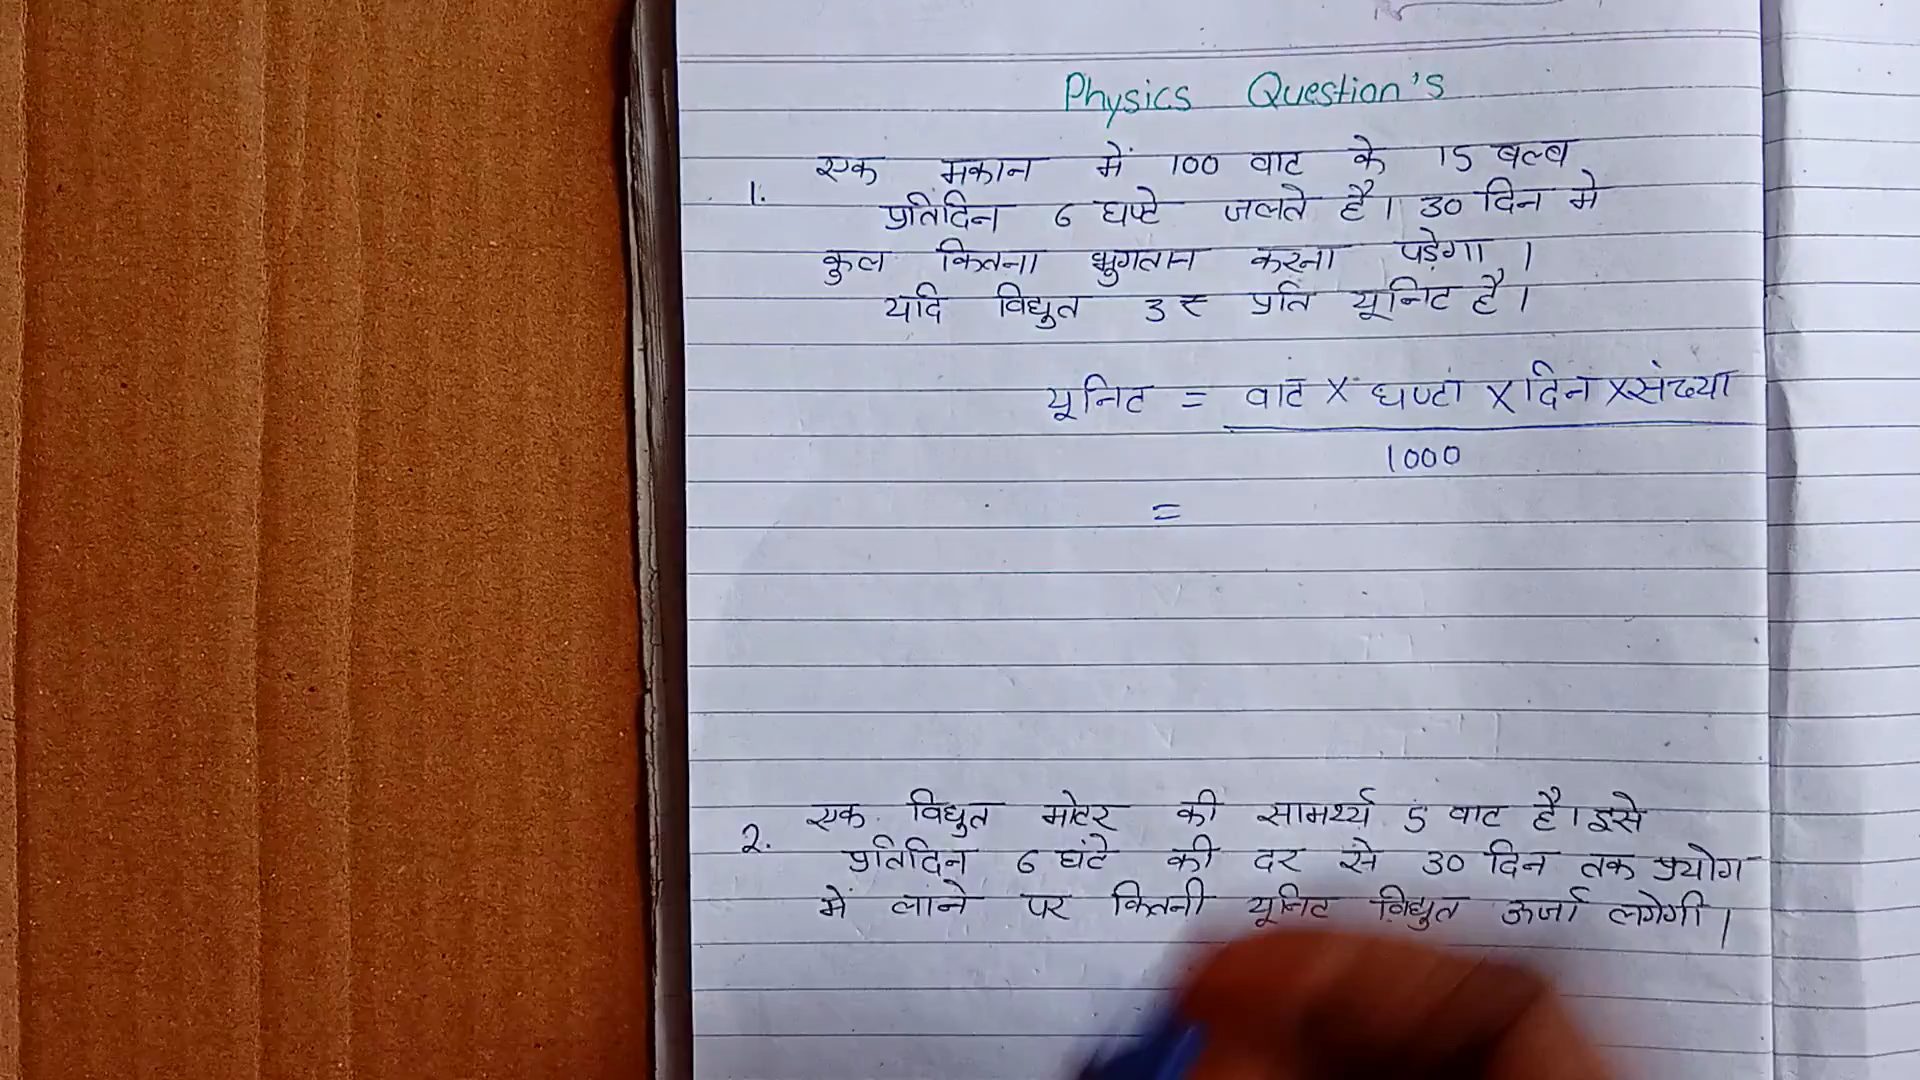 Physics Question's
1. एक मकान में 100 वाट के 15 बल्ब
प्रतिदिन 6 घण्टे जलते है। 30 दिन मे
कुल कितना भुगतान करना पड़ेगा ।
यदि विद्युत 3₹ प्रति यूनिट है।
यूनिट = वाट × घण्टा × दिन × संख्या
1000
=
2. एक विद्युत मोटर की सामर्थ्य 5 वाट है। इसे
प्रतिदिन 6 घंटे की दर से 30 दिन तक प्रयोग
में लाने पर कितनी यूनिट विद्युत ऊर्जा लगेगी।